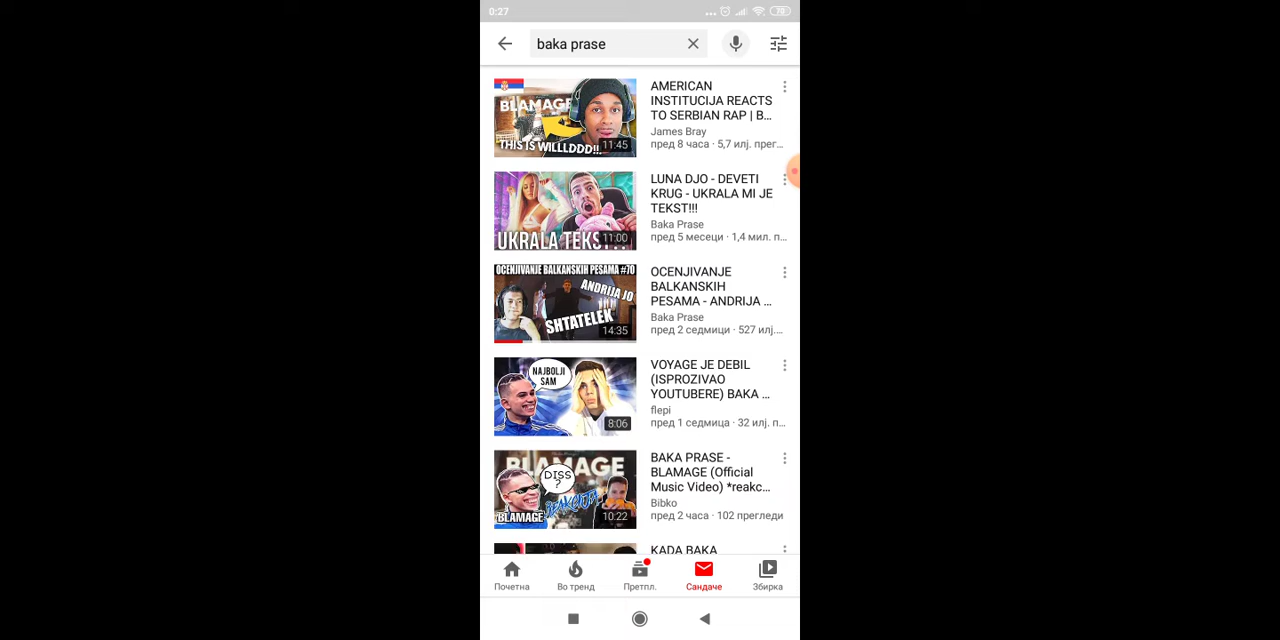 0:27
70
baka prase
BLAMAGE
THIS IS WILLLDDD!!!
11:45
AMERICAN
INSTITUCIJA REACTS
TO SERBIAN RAP | B...
James Bray
пред 8 часа · 5,7 илј. прег...
UKRALA TEKST
11:00
LUNA DJO - DEVETI
KRUG - UKRALA MI JE
TEKST!!!
Baka Prase
пред 5 месеци · 1,4 мил. п...
OCENJIVANJE BALKANSKIH PESAMA #70
ANDRIJA JO
SHTATELEK
14:35
OCENJIVANJE
BALKANSKIH
PESAMA - ANDRIJA ...
Baka Prase
пред 2 седмици · 527 илј....
NAJBOLJI
SAM
8:06
VOYAGE JE DEBIL
(ISPROZIVAO
YOUTUBERE) BAKA ...
flepi
пред 1 седмица · 32 илј. п...
BLAMAGE
DISS
?
REAKCIJA
BLAMAGE
10:22
BAKA PRASE -
BLAMAGE (Official
Music Video) *reakc...
Bibko
пред 2 часа · 102 прегледи
KADA BAKA
Почетна
Во тренд
Претпл.
Сандаче
Збирка